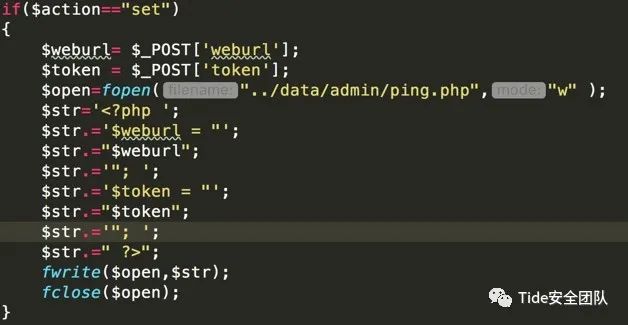 if($action=="set")
{
$weburl= $_POST['weburl'];
$token = $_POST['token'];
$open=fopen( filename: "../data/admin/ping.php", mode: "w" );
$str='<?php ';
$str.='$weburl = "';
$str.="$weburl";
$str.='"; ';
$str.='$token = "';
$str.="$token";
$str.='"; ';
$str.=" ?>";
fwrite($open,$str);
fclose($open);
}
Tide安全团队